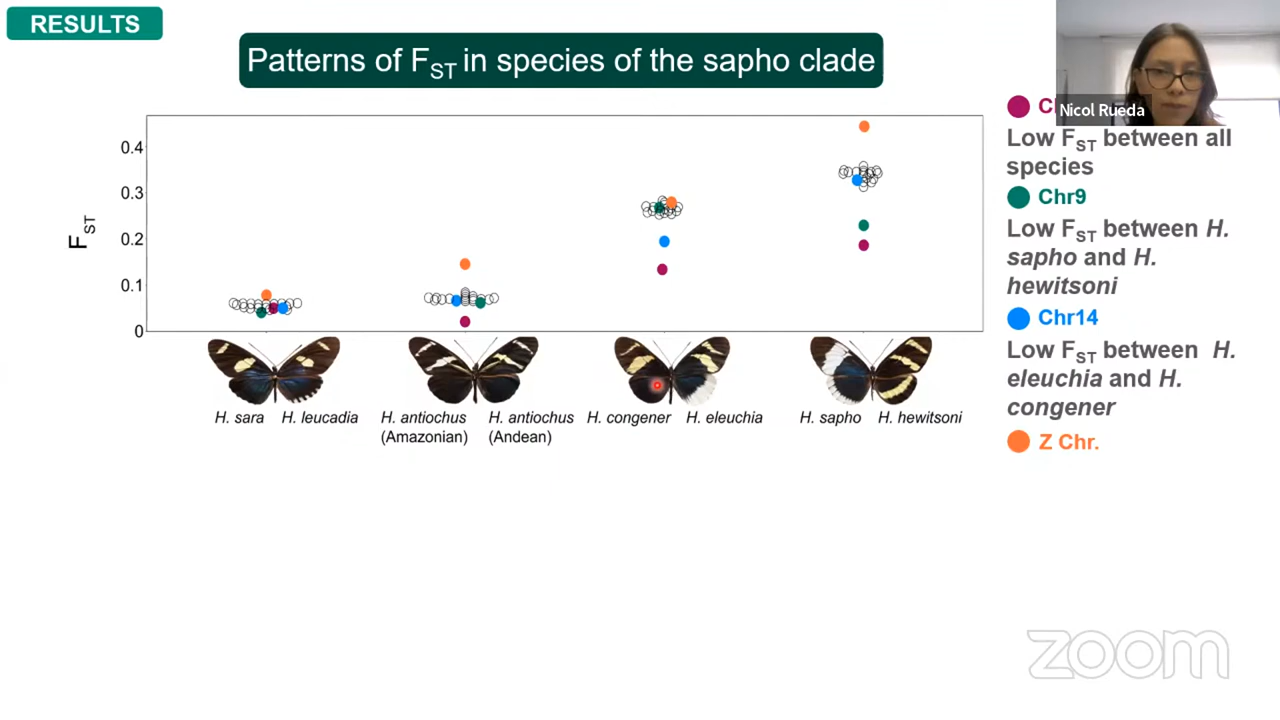 RESULTS
Patterns of FST in species of the sapho clade
Nicol Rueda
Low FST between all
species
Chr9
Low FST between H.
sapho and H.
hewitsoni
Chr14
Low FST between H.
eleuchia and H.
congener
Z Chr.
FST
0.4
0.3
0.2
0.1
0
H. sara H. leucadia H. antiochus H. antiochus H. congener H. eleuchia H. sapho H. hewitsoni
(Amazonian) (Andean)
zoom